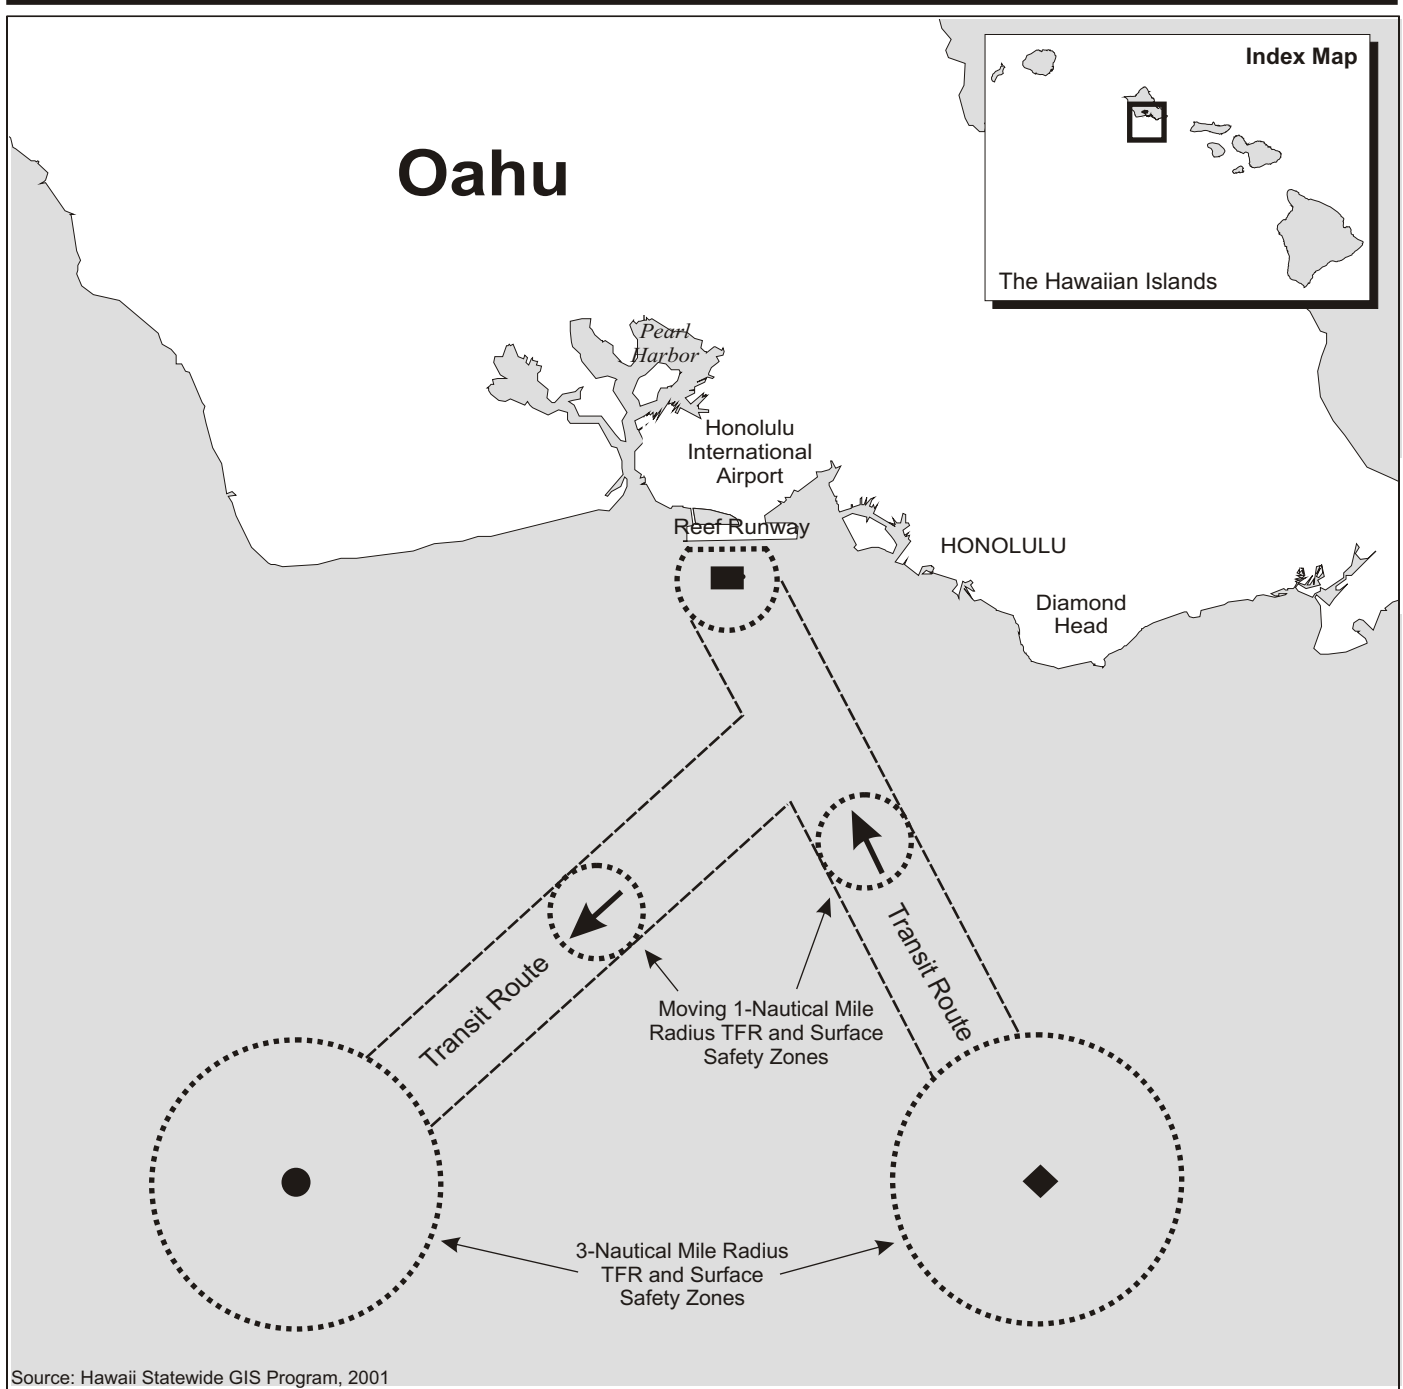 Index Map
Oahu
The Hawaiian Islands
Pearl
Harbor
Honolulu
International
Airport
Reef Runway
HONOLULU
Diamond
Head
Transit Route
Transit Route
Moving 1-Nautical Mile
Radius TFR and Surface
Safety Zones
3-Nautical Mile Radius
TFR and Surface
Safety Zones
Source: Hawaii Statewide GIS Program, 2001